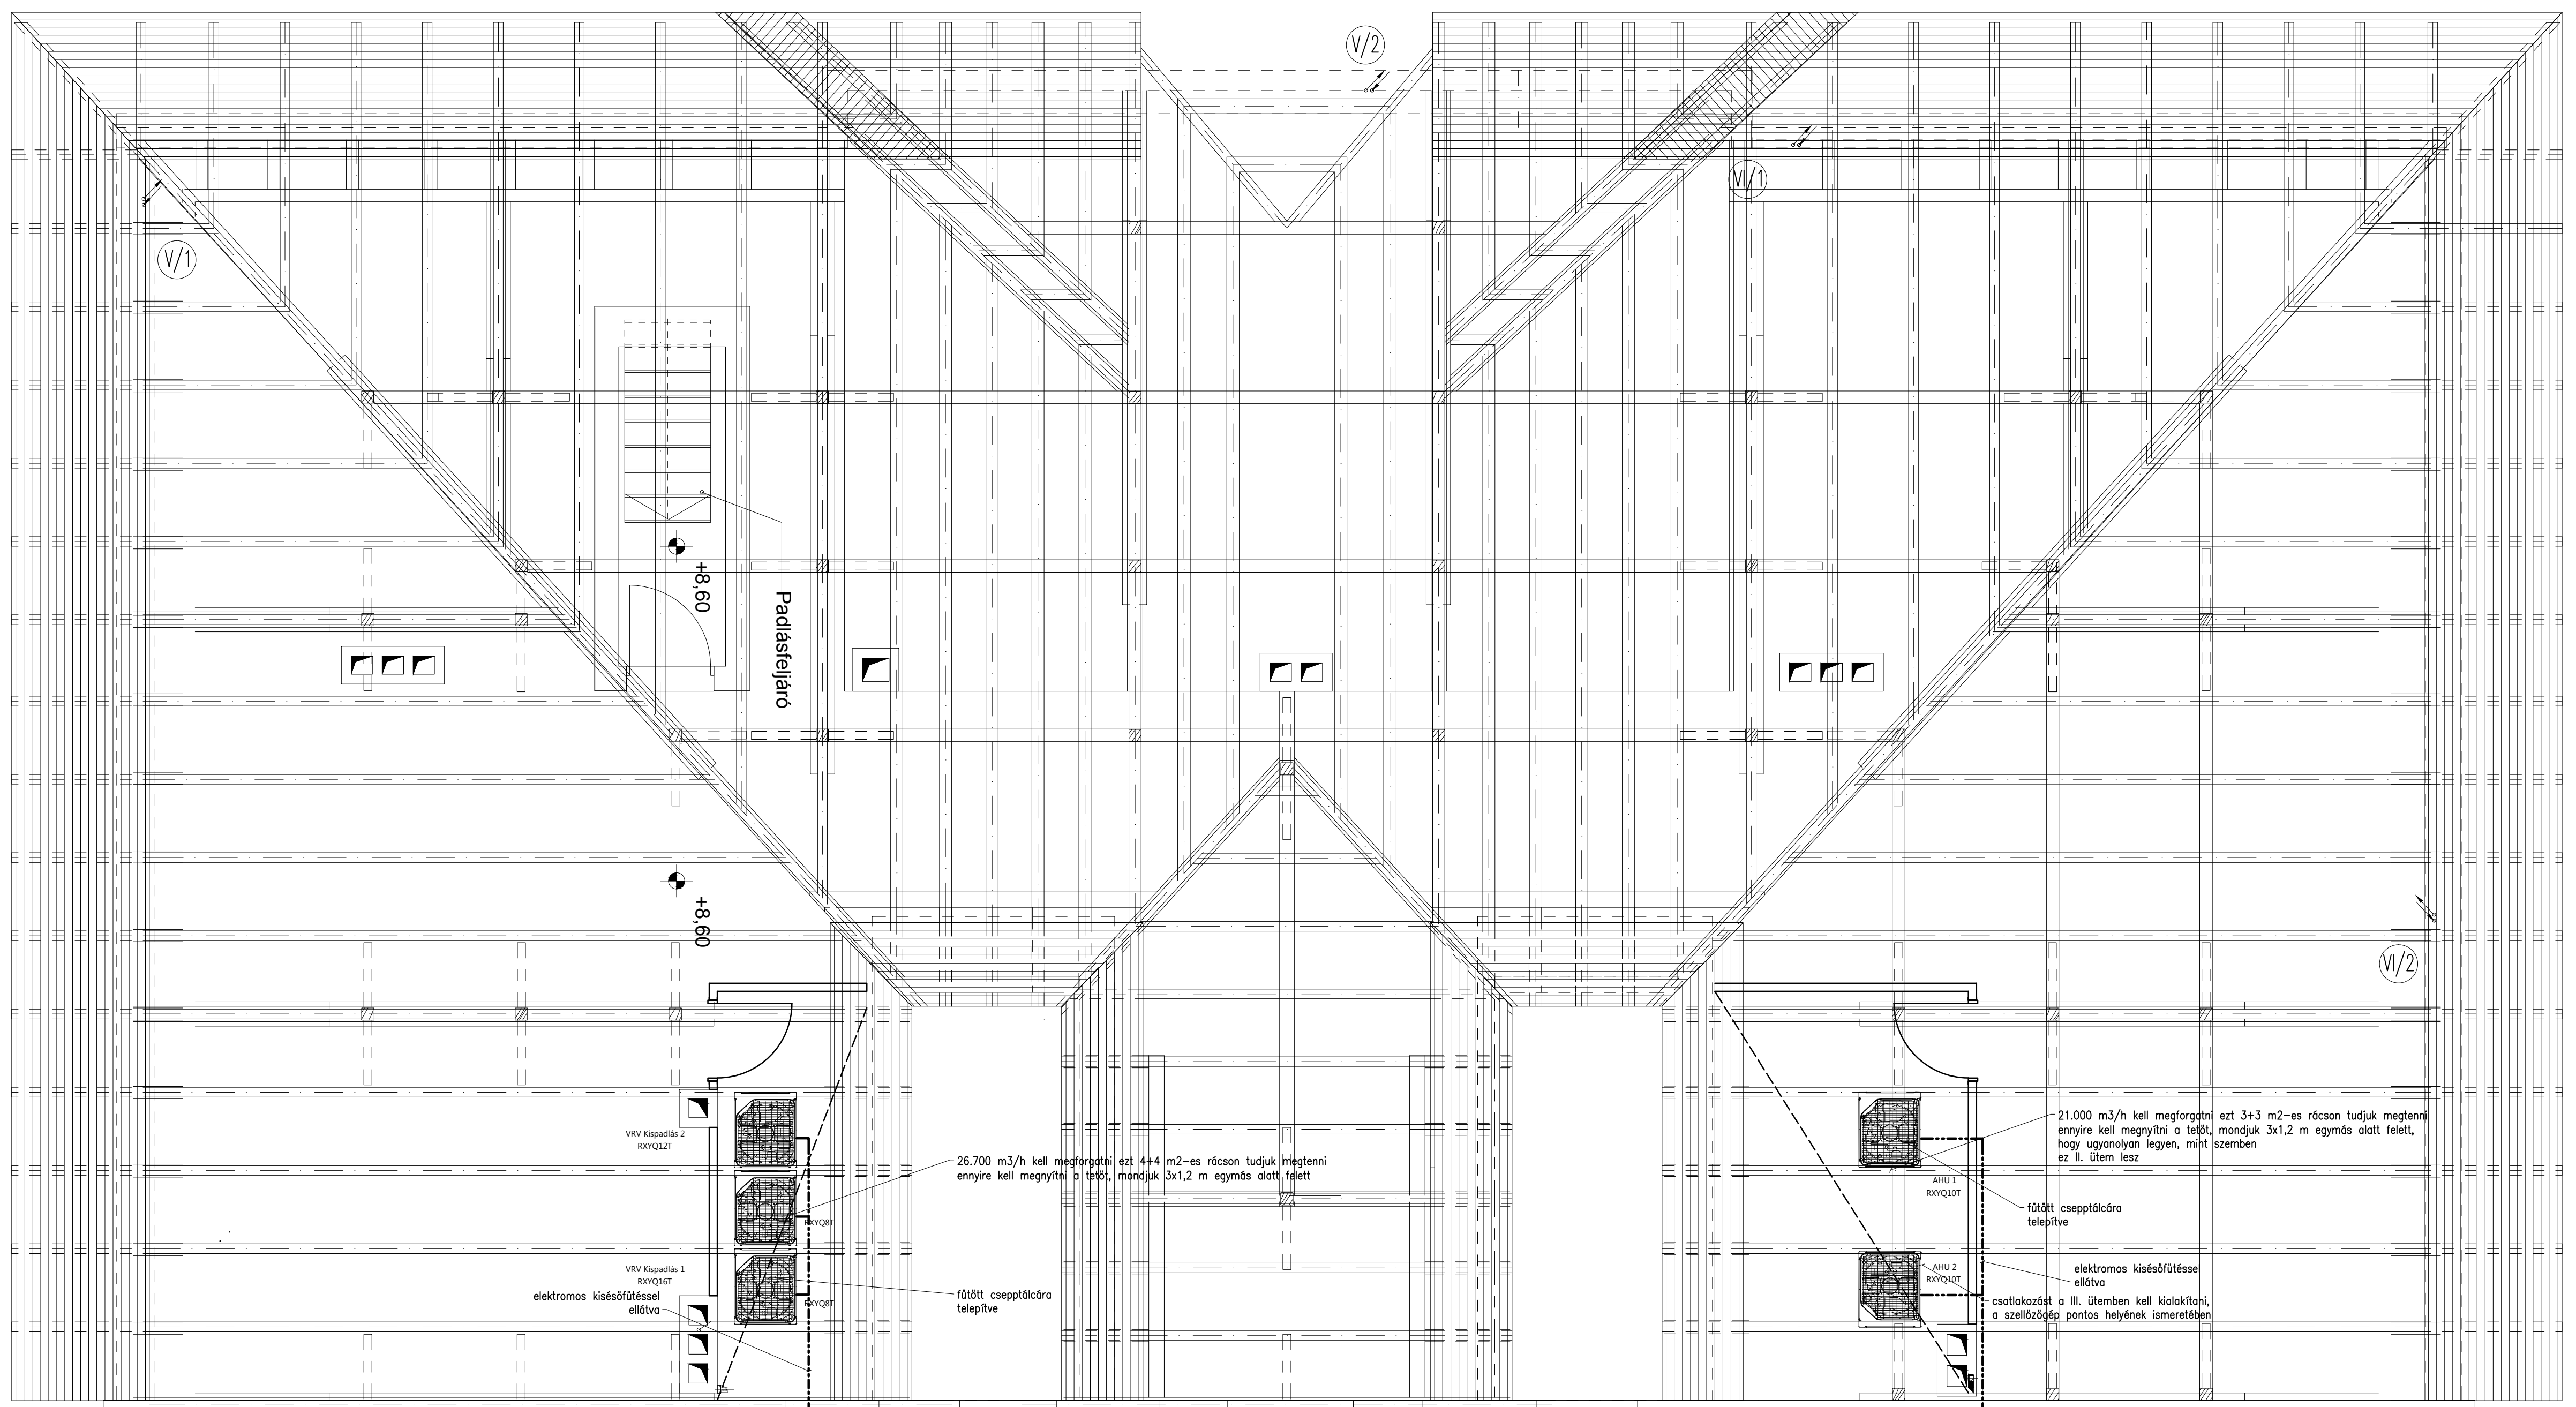 V/2
VI/1
V/1
+8,60
Padlásfeljáró
+8,60
VI/2
VRV Kispadlás 2
RXYQ12T
26.700 m3/h kell megforgatni ezt 4+4 m2-es rácson tudjuk megtenni
ennyire kell megnyítni a tetőt, mondjuk 3x1,2 m egymás alatt felett
RXYQ8T
VRV Kispadlás 1
RXYQ16T
elektromos kisésőfűtéssel
ellátva
RXYQ8T
fűtött csepptálcára
telepítve
21.000 m3/h kell megforgatni ezt 3+3 m2-es rácson tudjuk megtenni
ennyire kell megnyítni a tetőt, mondjuk 3x1,2 m egymás alatt felett,
hogy ugyanolyan legyen, mint szemben
ez II. ütem lesz
AHU 1
RXYQ10T
fűtött csepptálcára
telepítve
AHU 2
RXYQ10T
elektromos kisésőfűtéssel
ellátva
csatlakozást a III. ütemben kell kialakítani,
a szellőzőgép pontos helyének ismeretében